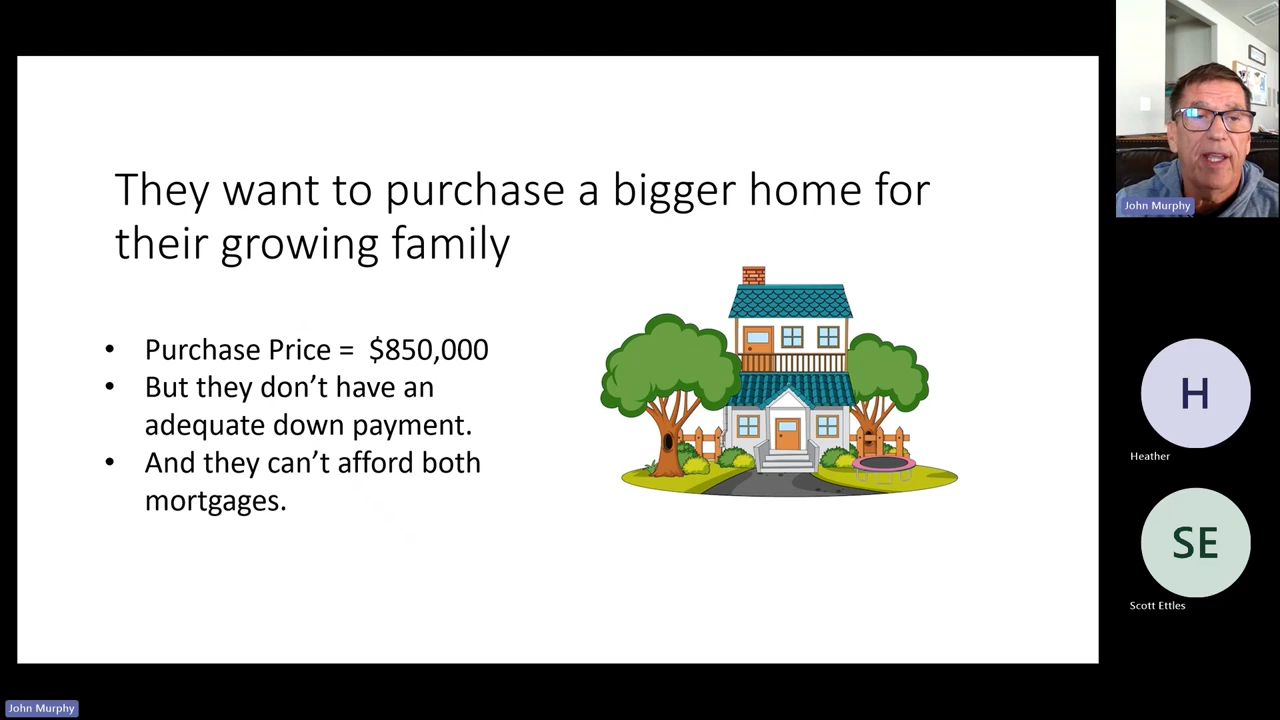 They want to purchase a bigger home for
their growing family
• Purchase Price =  $850,000
• But they don’t have an
adequate down payment.
• And they can’t afford both
mortgages.
John Murphy
H
Heather
SE
Scott Ettles
John Murphy